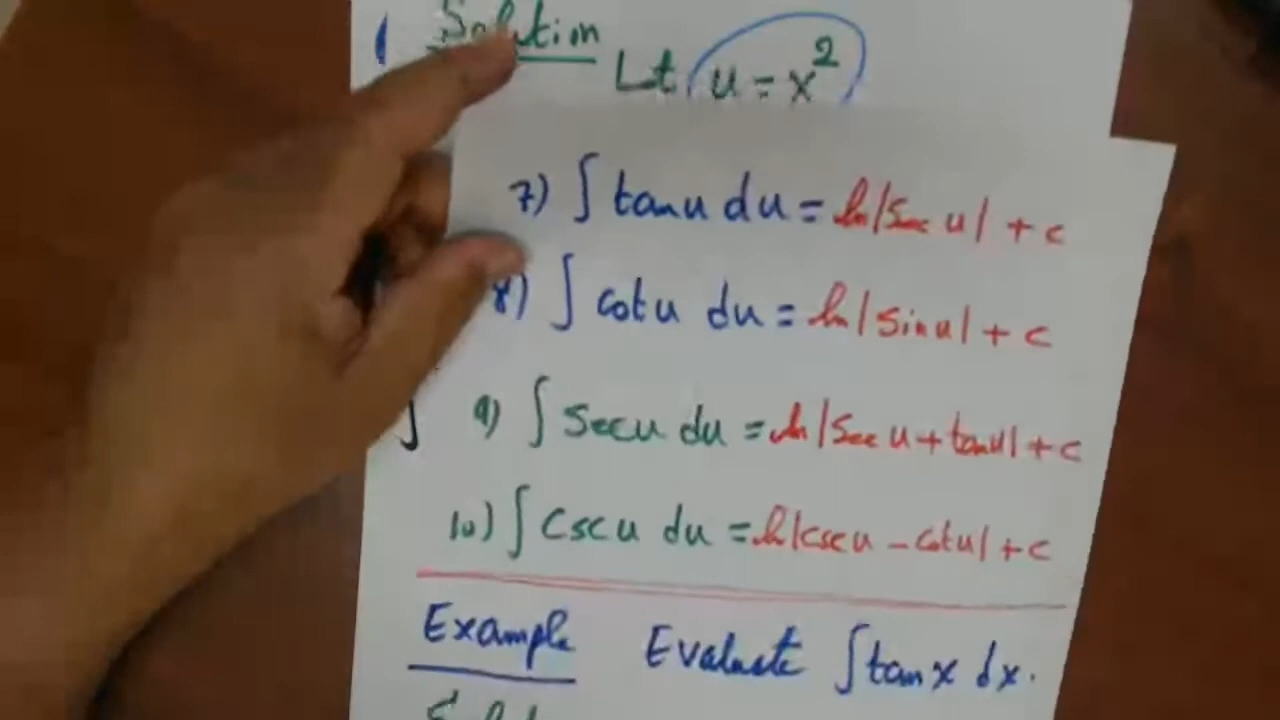 Solution
Let u = x²
7) ∫ tan u du = ln|sec u| + c
8) ∫ cot u du = ln|sin u| + c
9) ∫ sec u du = ln|sec u + tan u| + c
10) ∫ csc u du = ln|csc u - cot u| + c
Example Evaluate ∫ tan x dx.